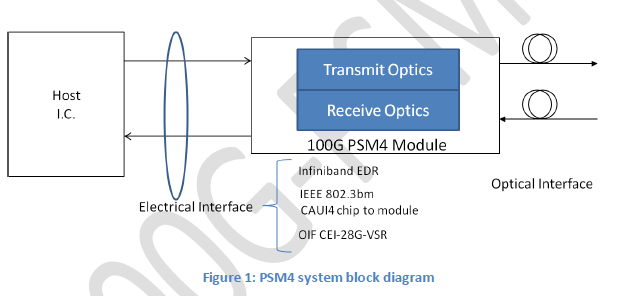 Host
I.C.
Transmit Optics
Receive Optics
100G PSM4 Module
Infiniband EDR
IEEE 802.3bm
CAUI4 chip to module
OIF CEI-28G-VSR
Electrical Interface
Optical Interface
Figure 1: PSM4 system block diagram